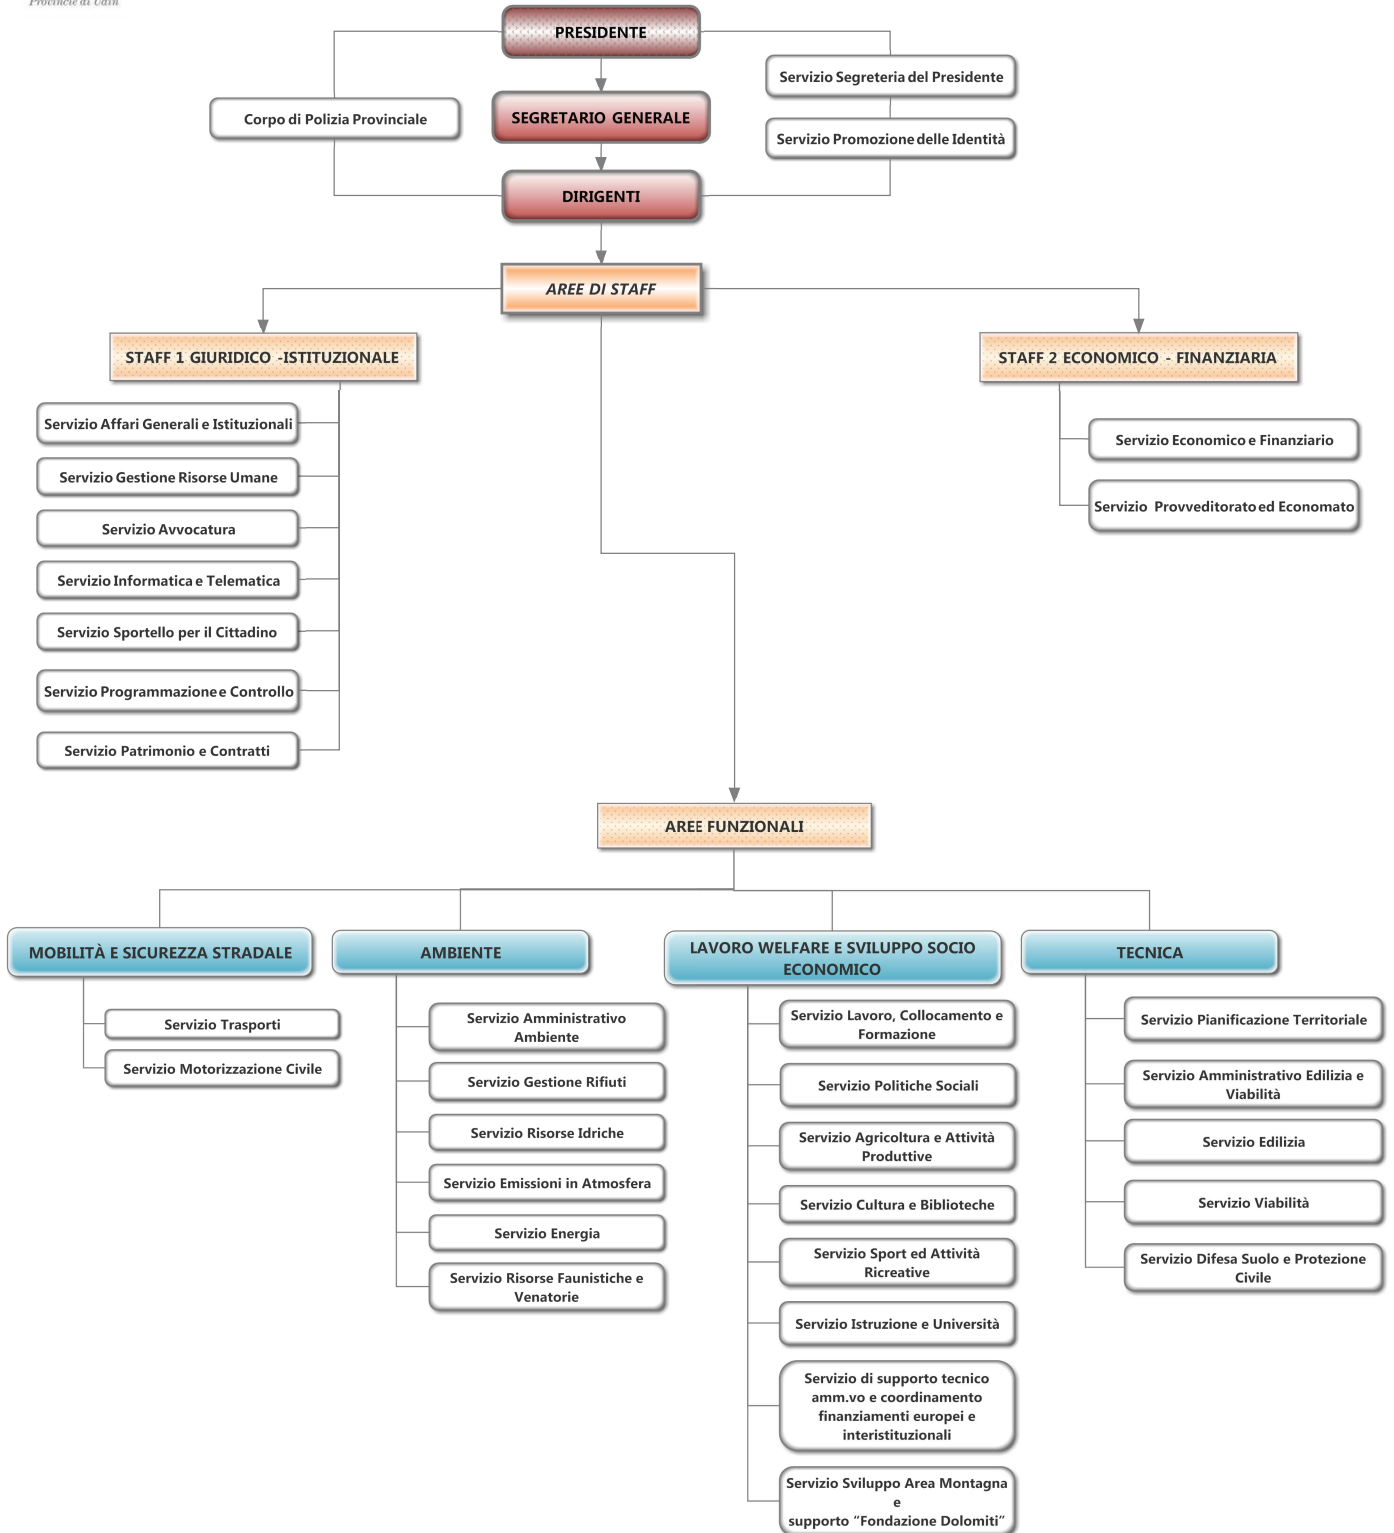 Provincie di Udin
PRESIDENTE
Servizio Segreteria del Presidente
Corpo di Polizia Provinciale
SEGRETARIO GENERALE
Servizio Promozione delle Identità
DIRIGENTI
AREE DI STAFF
STAFF 1 GIURIDICO -ISTITUZIONALE
STAFF 2 ECONOMICO - FINANZIARIA
Servizio Affari Generali e Istituzionali
Servizio Gestione Risorse Umane
Servizio Avvocatura
Servizio Informatica e Telematica
Servizio Sportello per il Cittadino
Servizio Programmazione e Controllo
Servizio Patrimonio e Contratti
Servizio Economico e Finanziario
Servizio Provveditorato ed Economato
AREE FUNZIONALI
MOBILITÀ E SICUREZZA STRADALE
Servizio Trasporti
Servizio Motorizzazione Civile
AMBIENTE
Servizio Amministrativo
Ambiente
Servizio Gestione Rifiuti
Servizio Risorse Idriche
Servizio Emissioni in Atmosfera
Servizio Energia
Servizio Risorse Faunistiche e
Venatorie
LAVORO WELFARE E SVILUPPO SOCIO
ECONOMICO
Servizio Lavoro, Collocamento e
Formazione
Servizio Politiche Sociali
Servizio Agricoltura e Attività
Produttive
Servizio Cultura e Biblioteche
Servizio Sport ed Attività
Ricreative
Servizio Istruzione e Università
Servizio di supporto tecnico
amm.vo e coordinamento
finanziamenti europei e
interistituzionali
Servizio Sviluppo Area Montagna
e
supporto “Fondazione Dolomiti”
TECNICA
Servizio Pianificazione Territoriale
Servizio Amministrativo Edilizia e
Viabilità
Servizio Edilizia
Servizio Viabilità
Servizio Difesa Suolo e Protezione
Civile